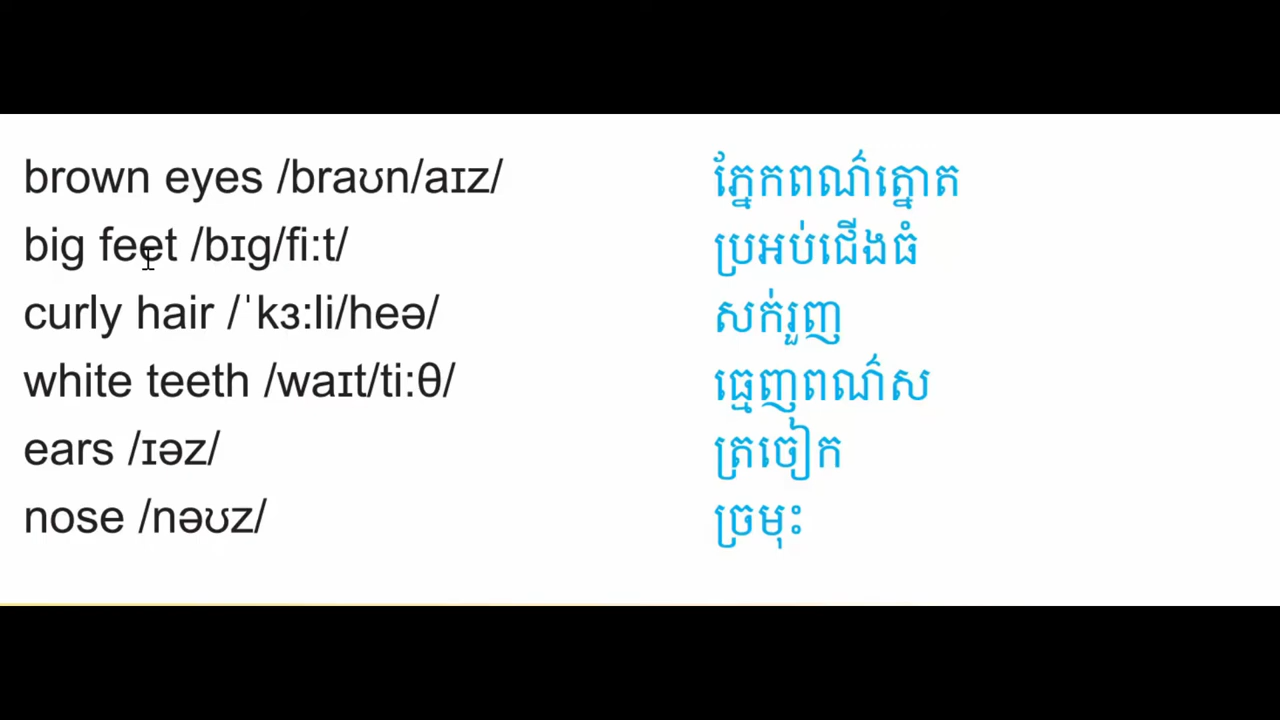 brown eyes /braʊn/aɪz/ ភ្នែកពណ៌ត្នោត
big feet /bɪg/fi:t/ ប្រអប់ជើងធំ
curly hair /ˈkɜ:li/heə/ សក់រួញ
white teeth /waɪt/ti:θ/ ធ្មេញពណ៌ស
ears /ɪəz/ ត្រចៀក
nose /nəʊz/ ច្រមុះ